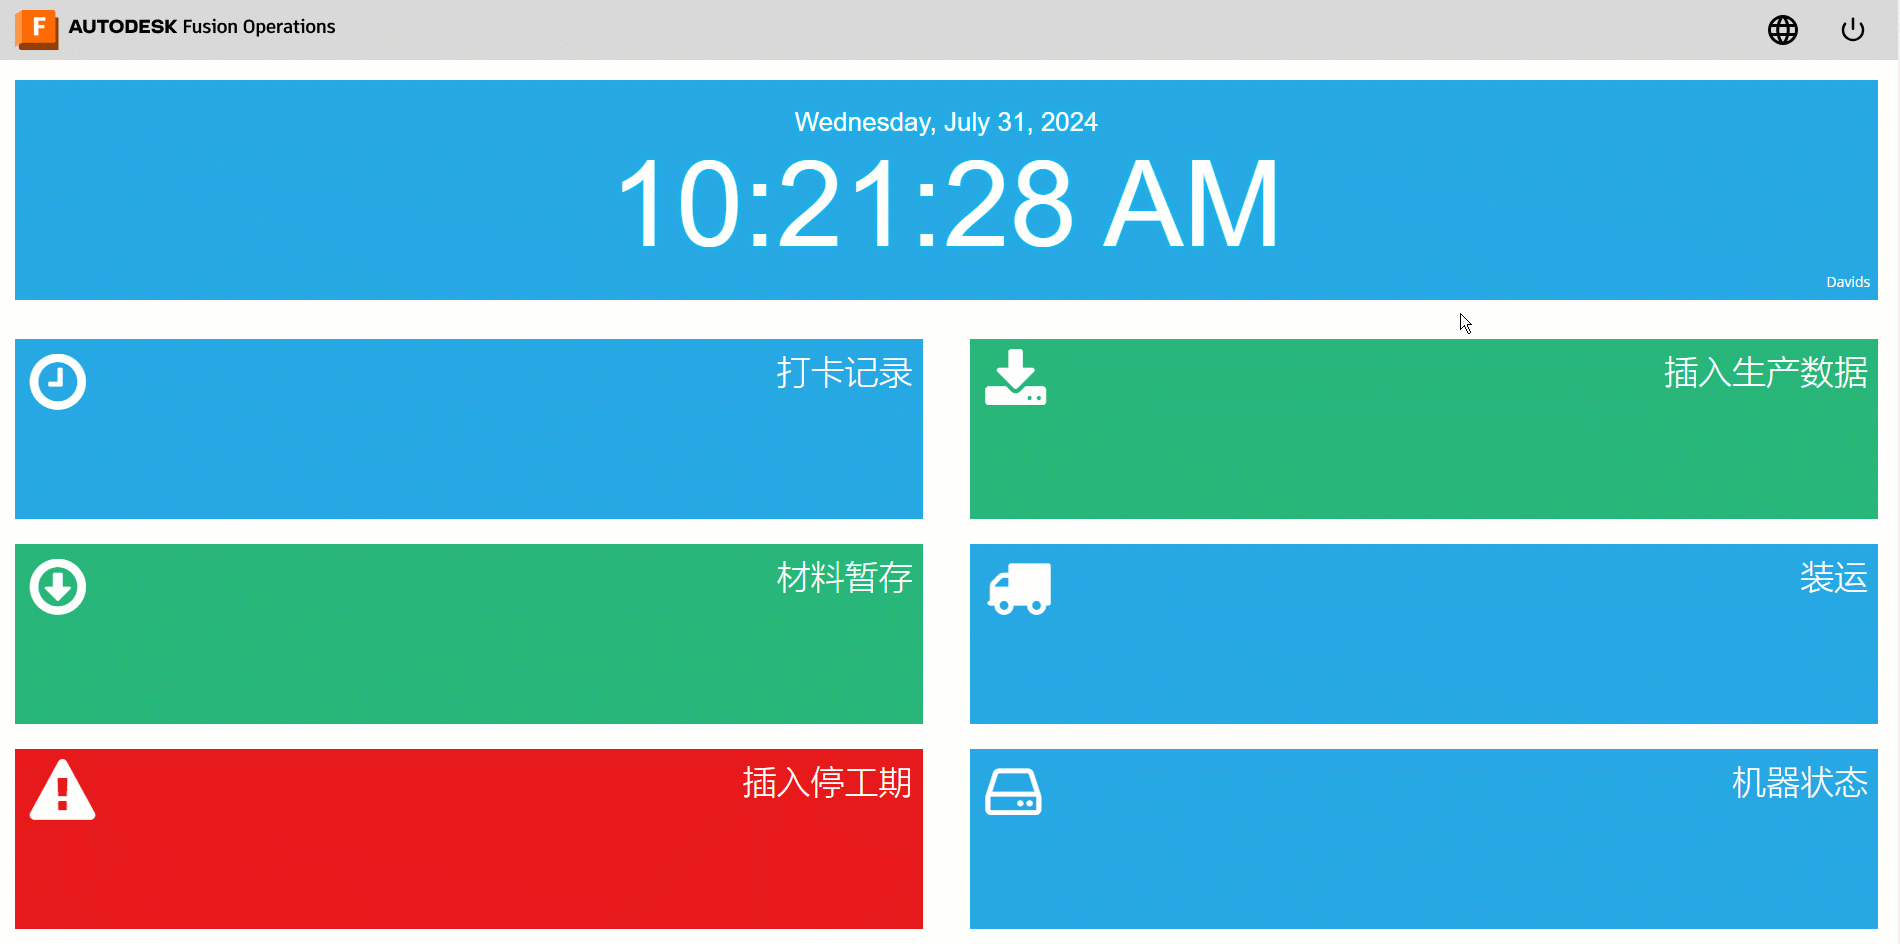 AUTODESK Fusion Operations
Wednesday, July 31, 2024
10:21:28 AM
Davids
打卡记录
插入生产数据
材料暂存
装运
插入停工期
机器状态